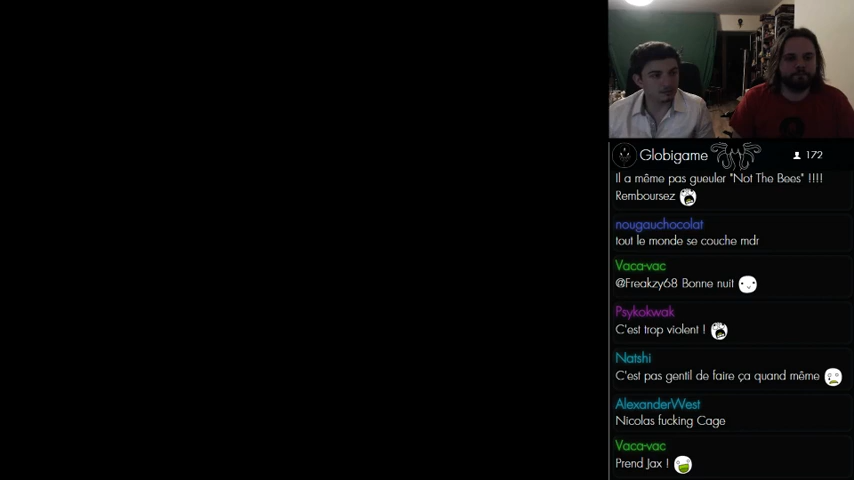 Globigame
172
Il a même pas gueuler "Not The Bees" !!!!
Remboursez
nougauchocolat
tout le monde se couche mdr
Vaca-vac
@Freakzy68 Bonne nuit
Psykokwak
C'est trop violent !
Natshi
C'est pas gentil de faire ça quand même
AlexanderWest
Nicolas fucking Cage
Vaca-vac
Prend Jax !